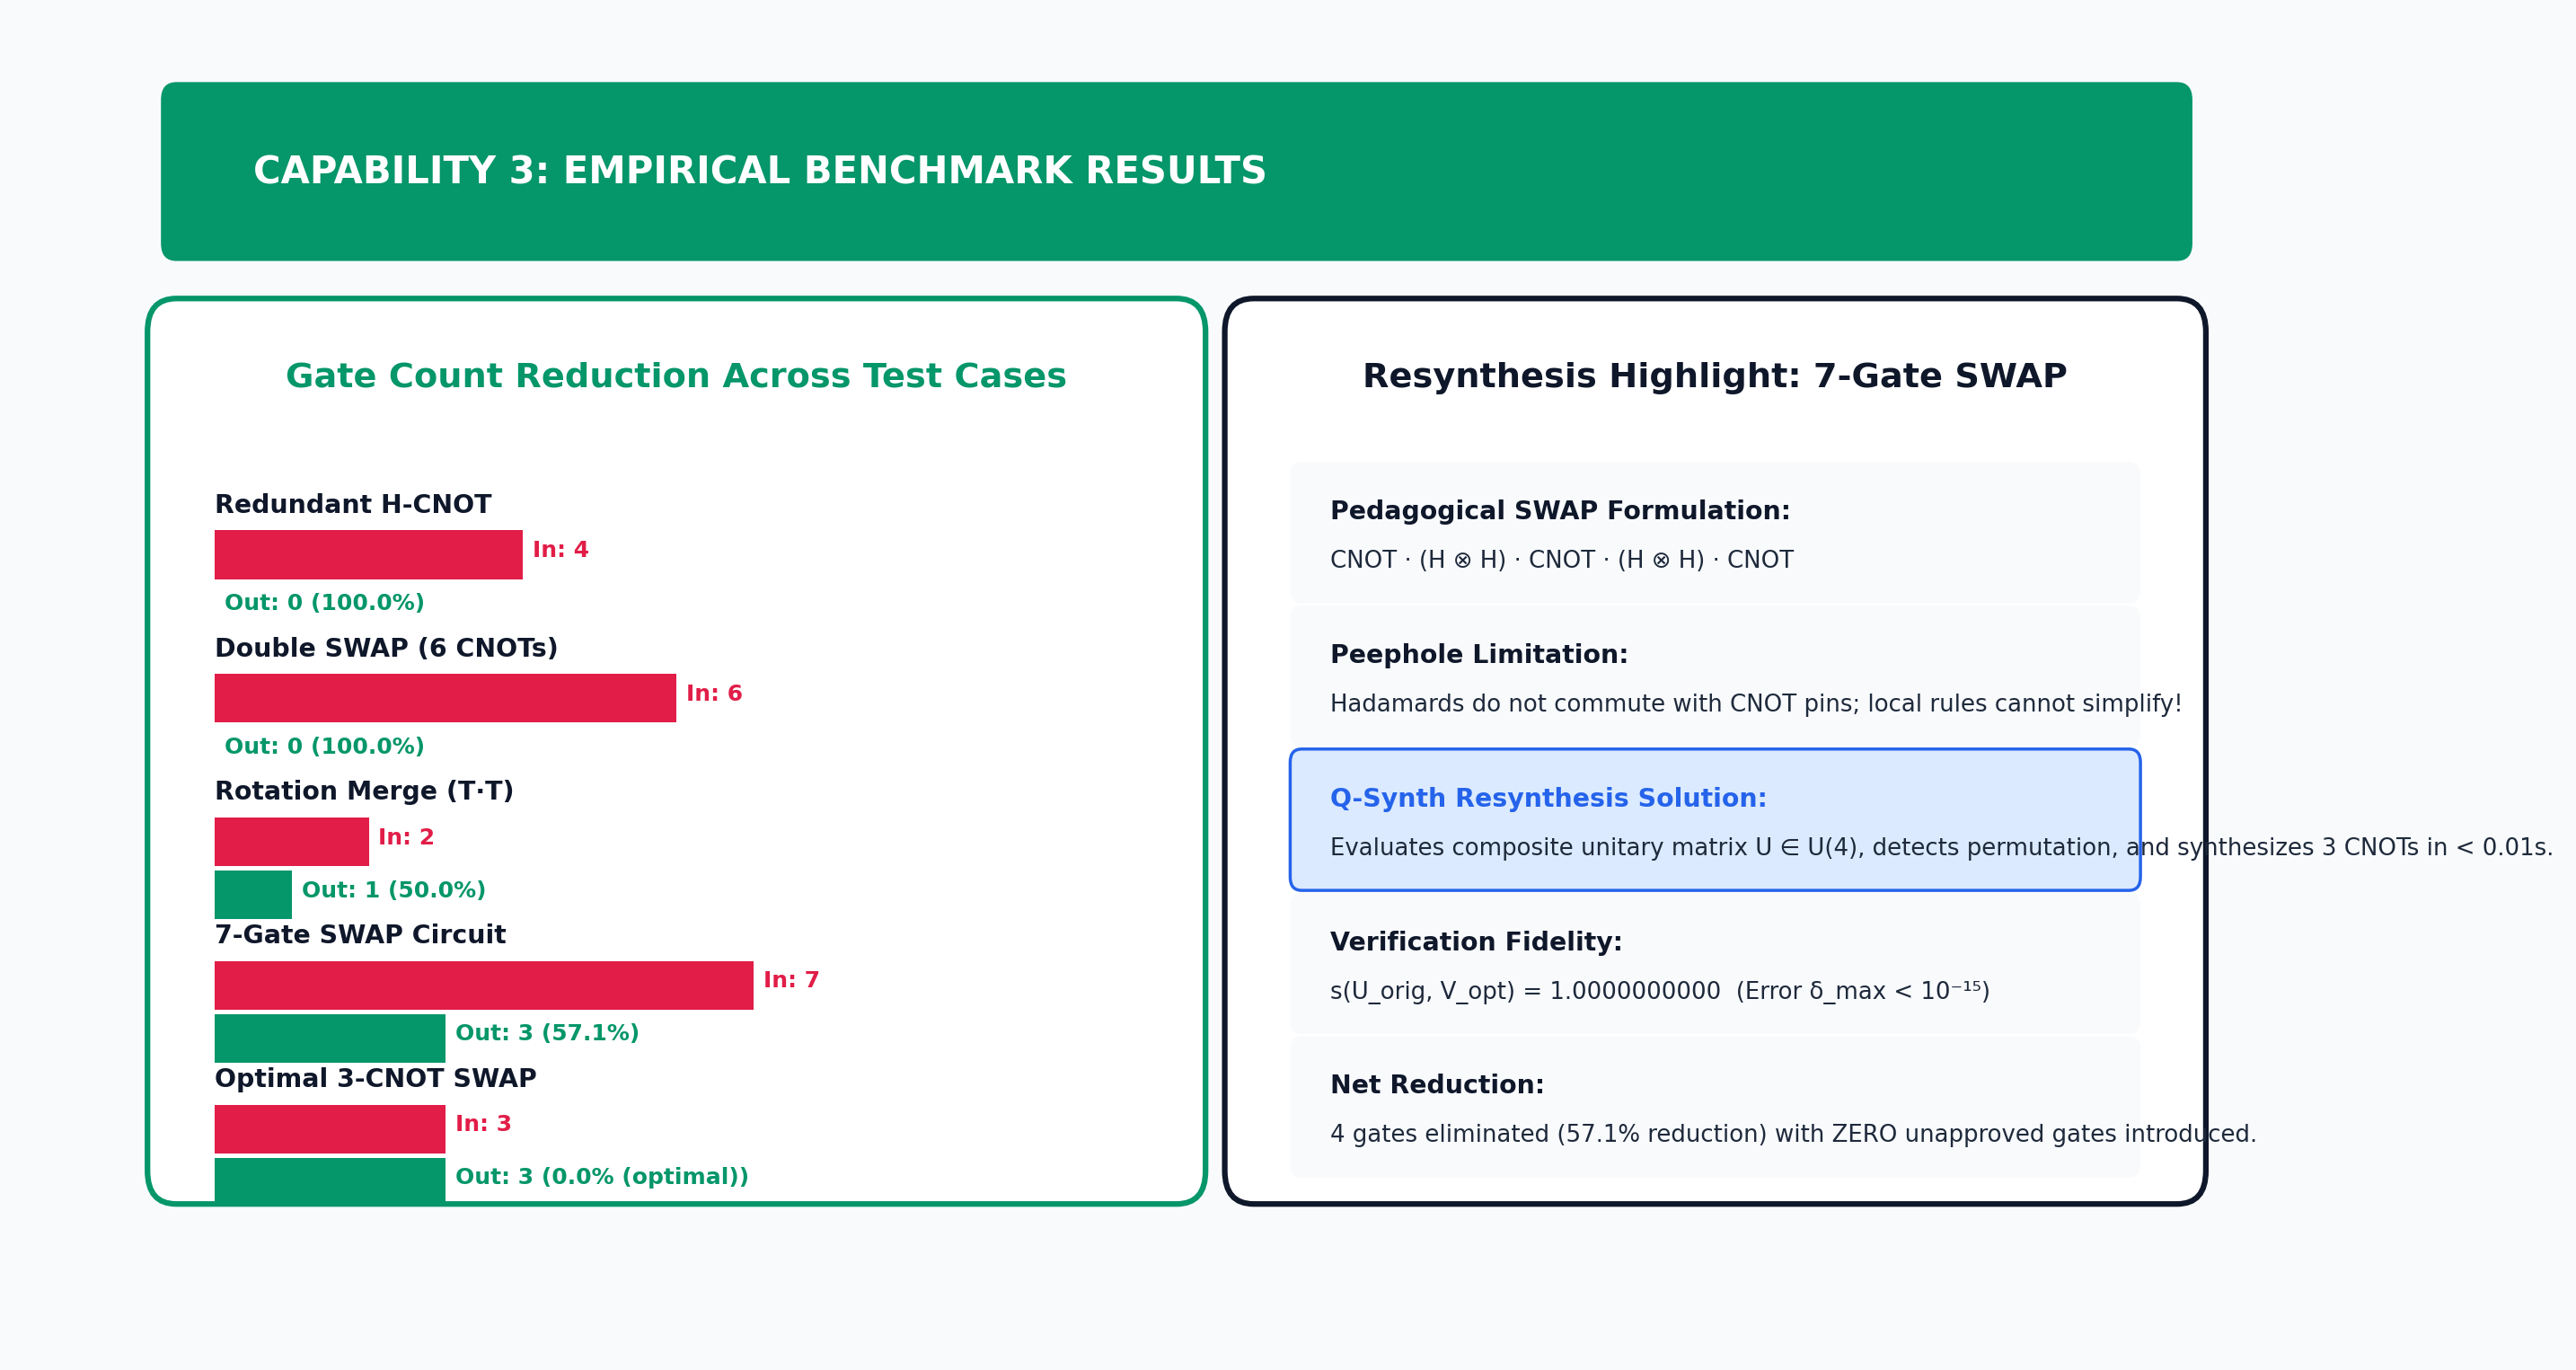 CAPABILITY 3: EMPIRICAL BENCHMARK RESULTS
Gate Count Reduction Across Test Cases
Redundant H-CNOT
In: 4
Out: 0 (100.0%)
Double SWAP (6 CNOTs)
In: 6
Out: 0 (100.0%)
Rotation Merge (T·T)
In: 2
Out: 1 (50.0%)
7-Gate SWAP Circuit
In: 7
Out: 3 (57.1%)
Optimal 3-CNOT SWAP
In: 3
Out: 3 (0.0% (optimal))
Resynthesis Highlight: 7-Gate SWAP
Pedagogical SWAP Formulation:
CNOT · (H ⊗ H) · CNOT · (H ⊗ H) · CNOT
Peephole Limitation:
Hadamards do not commute with CNOT pins; local rules cannot simplify!
Q-Synth Resynthesis Solution:
Evaluates composite unitary matrix U ∈ U(4), detects permutation, and synthesizes 3 CNOTs in < 0.01s.
Verification Fidelity:
s(U_orig, V_opt) = 1.0000000000 (Error δ_max < 10⁻¹⁵)
Net Reduction:
4 gates eliminated (57.1% reduction) with ZERO unapproved gates introduced.